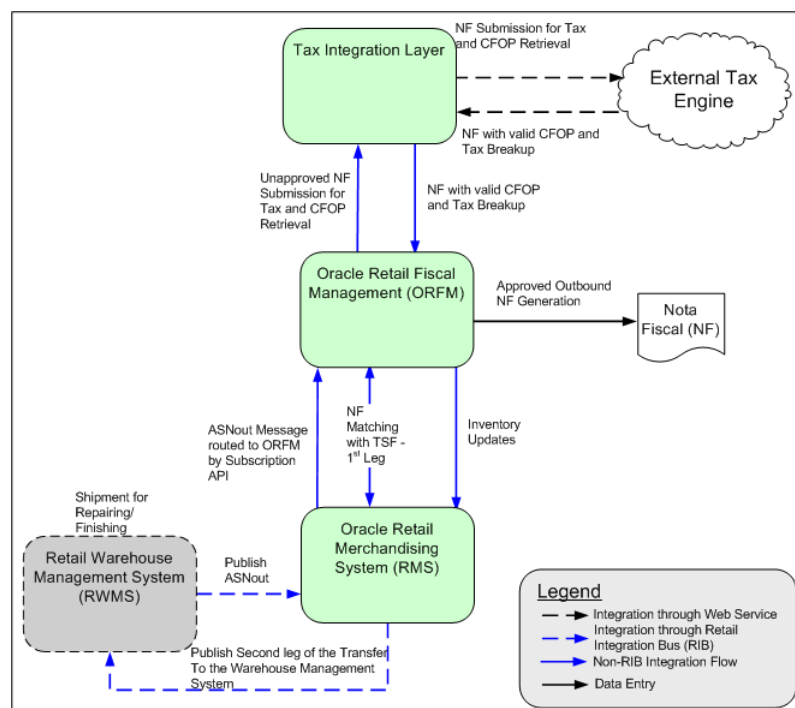 NF Submission for Tax
and CFOP Retrieval
Tax Integration Layer
External Tax
Engine
NF with valid CFOP and
Tax Breakup
Unapproved NF
Submission for
Tax and CFOP
Retrieval
NF with valid CFOP
and Tax Breakup
Oracle Retail Fiscal
Management (ORFM)
Approved Outbound
NF Generation
Nota
Fiscal (NF)
ASNout Message
routed to ORFM
by Subscription
API
NF
Matching
with TSF -
1st Leg
Inventory
Updates
Shipment for
Repairing/
Finishing
Retail Warehouse
Management System
(RWMS)
Publish
ASNout
Oracle Retail
Merchandising
System (RMS)
Publish Second leg of the Transfer
To the Warehouse Management
System
Legend
Integration through Web Service
Integration through Retail
Integration Bus (RIB)
Non-RIB Integration Flow
Data Entry